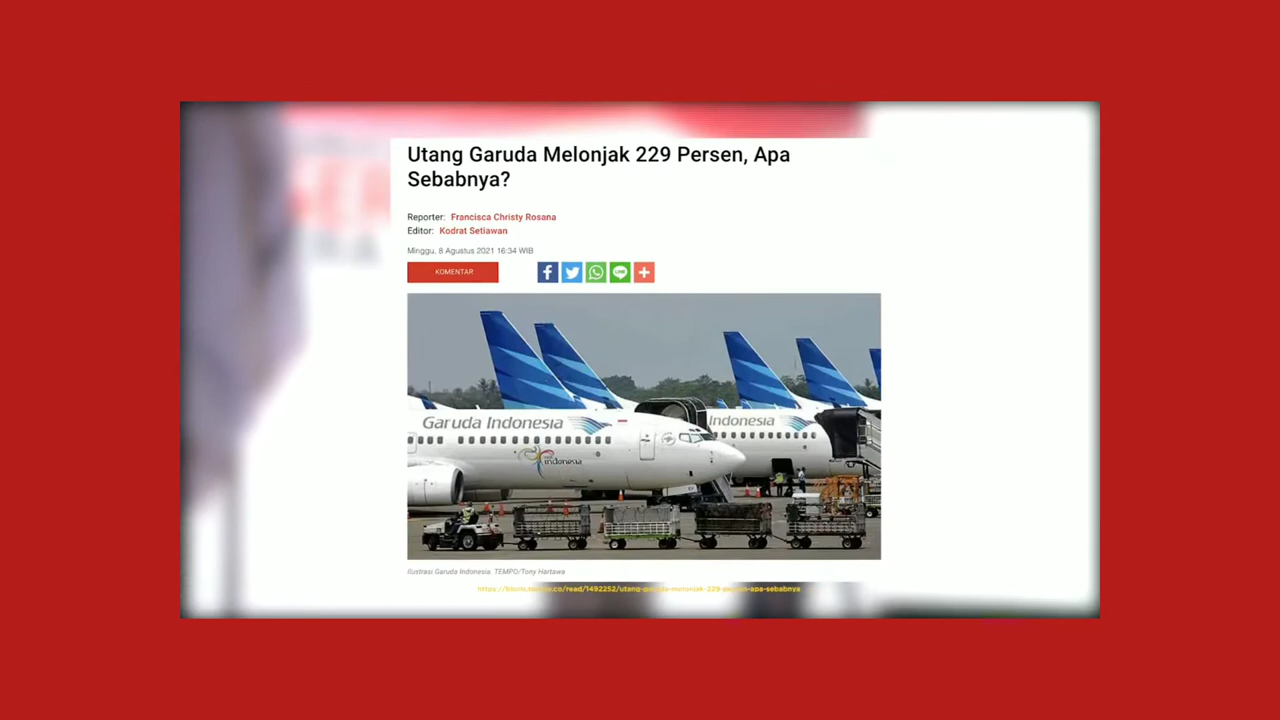 Utang Garuda Melonjak 229 Persen, Apa
Sebabnya?
Reporter: Francisca Christy Rosana
Editor: Kodrat Setiawan
Minggu, 8 Agustus 2021 16:34 WIB
KOMENTAR
Garuda Indonesia
Indonesia
indonesia
Ilustrasi Garuda Indonesia. TEMPO/Tony Hartawa